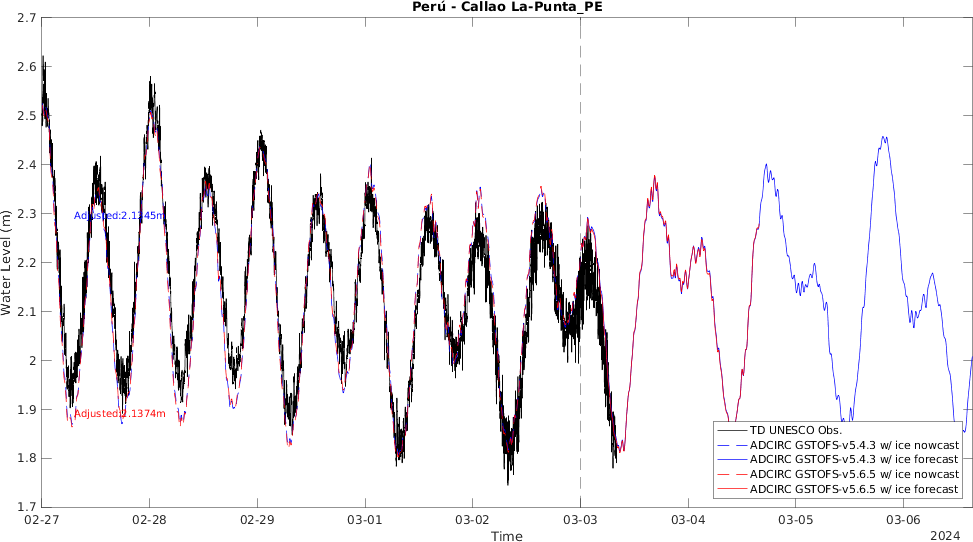 Perú - Callao La-Punta_PE
2.7
2.6
2.5
2.4
2.3
2.2
2.1
2
1.9
1.8
1.7
Water Level (m)
Adjusted:2.1345m
Adjusted:2.1374m
TD UNESCO Obs.
ADCIRC GSTOFS-v5.4.3 w/ ice nowcast
ADCIRC GSTOFS-v5.4.3 w/ ice forecast
ADCIRC GSTOFS-v5.6.5 w/ ice nowcast
ADCIRC GSTOFS-v5.6.5 w/ ice forecast
02-27
02-28
02-29
03-01
03-02
03-03
03-04
03-05
03-06
Time
2024